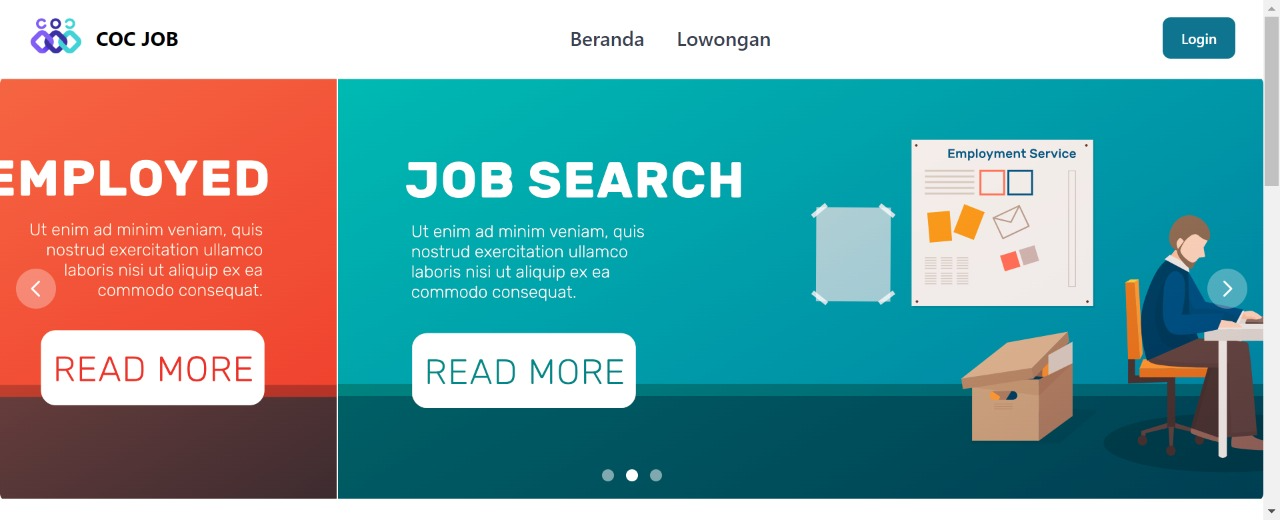 COC
COC JOB
Beranda
Lowongan
Login
EMPLOYED
Ut enim ad minim veniam, quis
nostrud exercitation ullamco
laboris nisi ut aliquip ex ea
commodo consequat.
READ MORE
JOB SEARCH
Ut enim ad minim veniam, quis
nostrud exercitation ullamco
laboris nisi ut aliquip ex ea
commodo consequat.
READ MORE
Employment Service